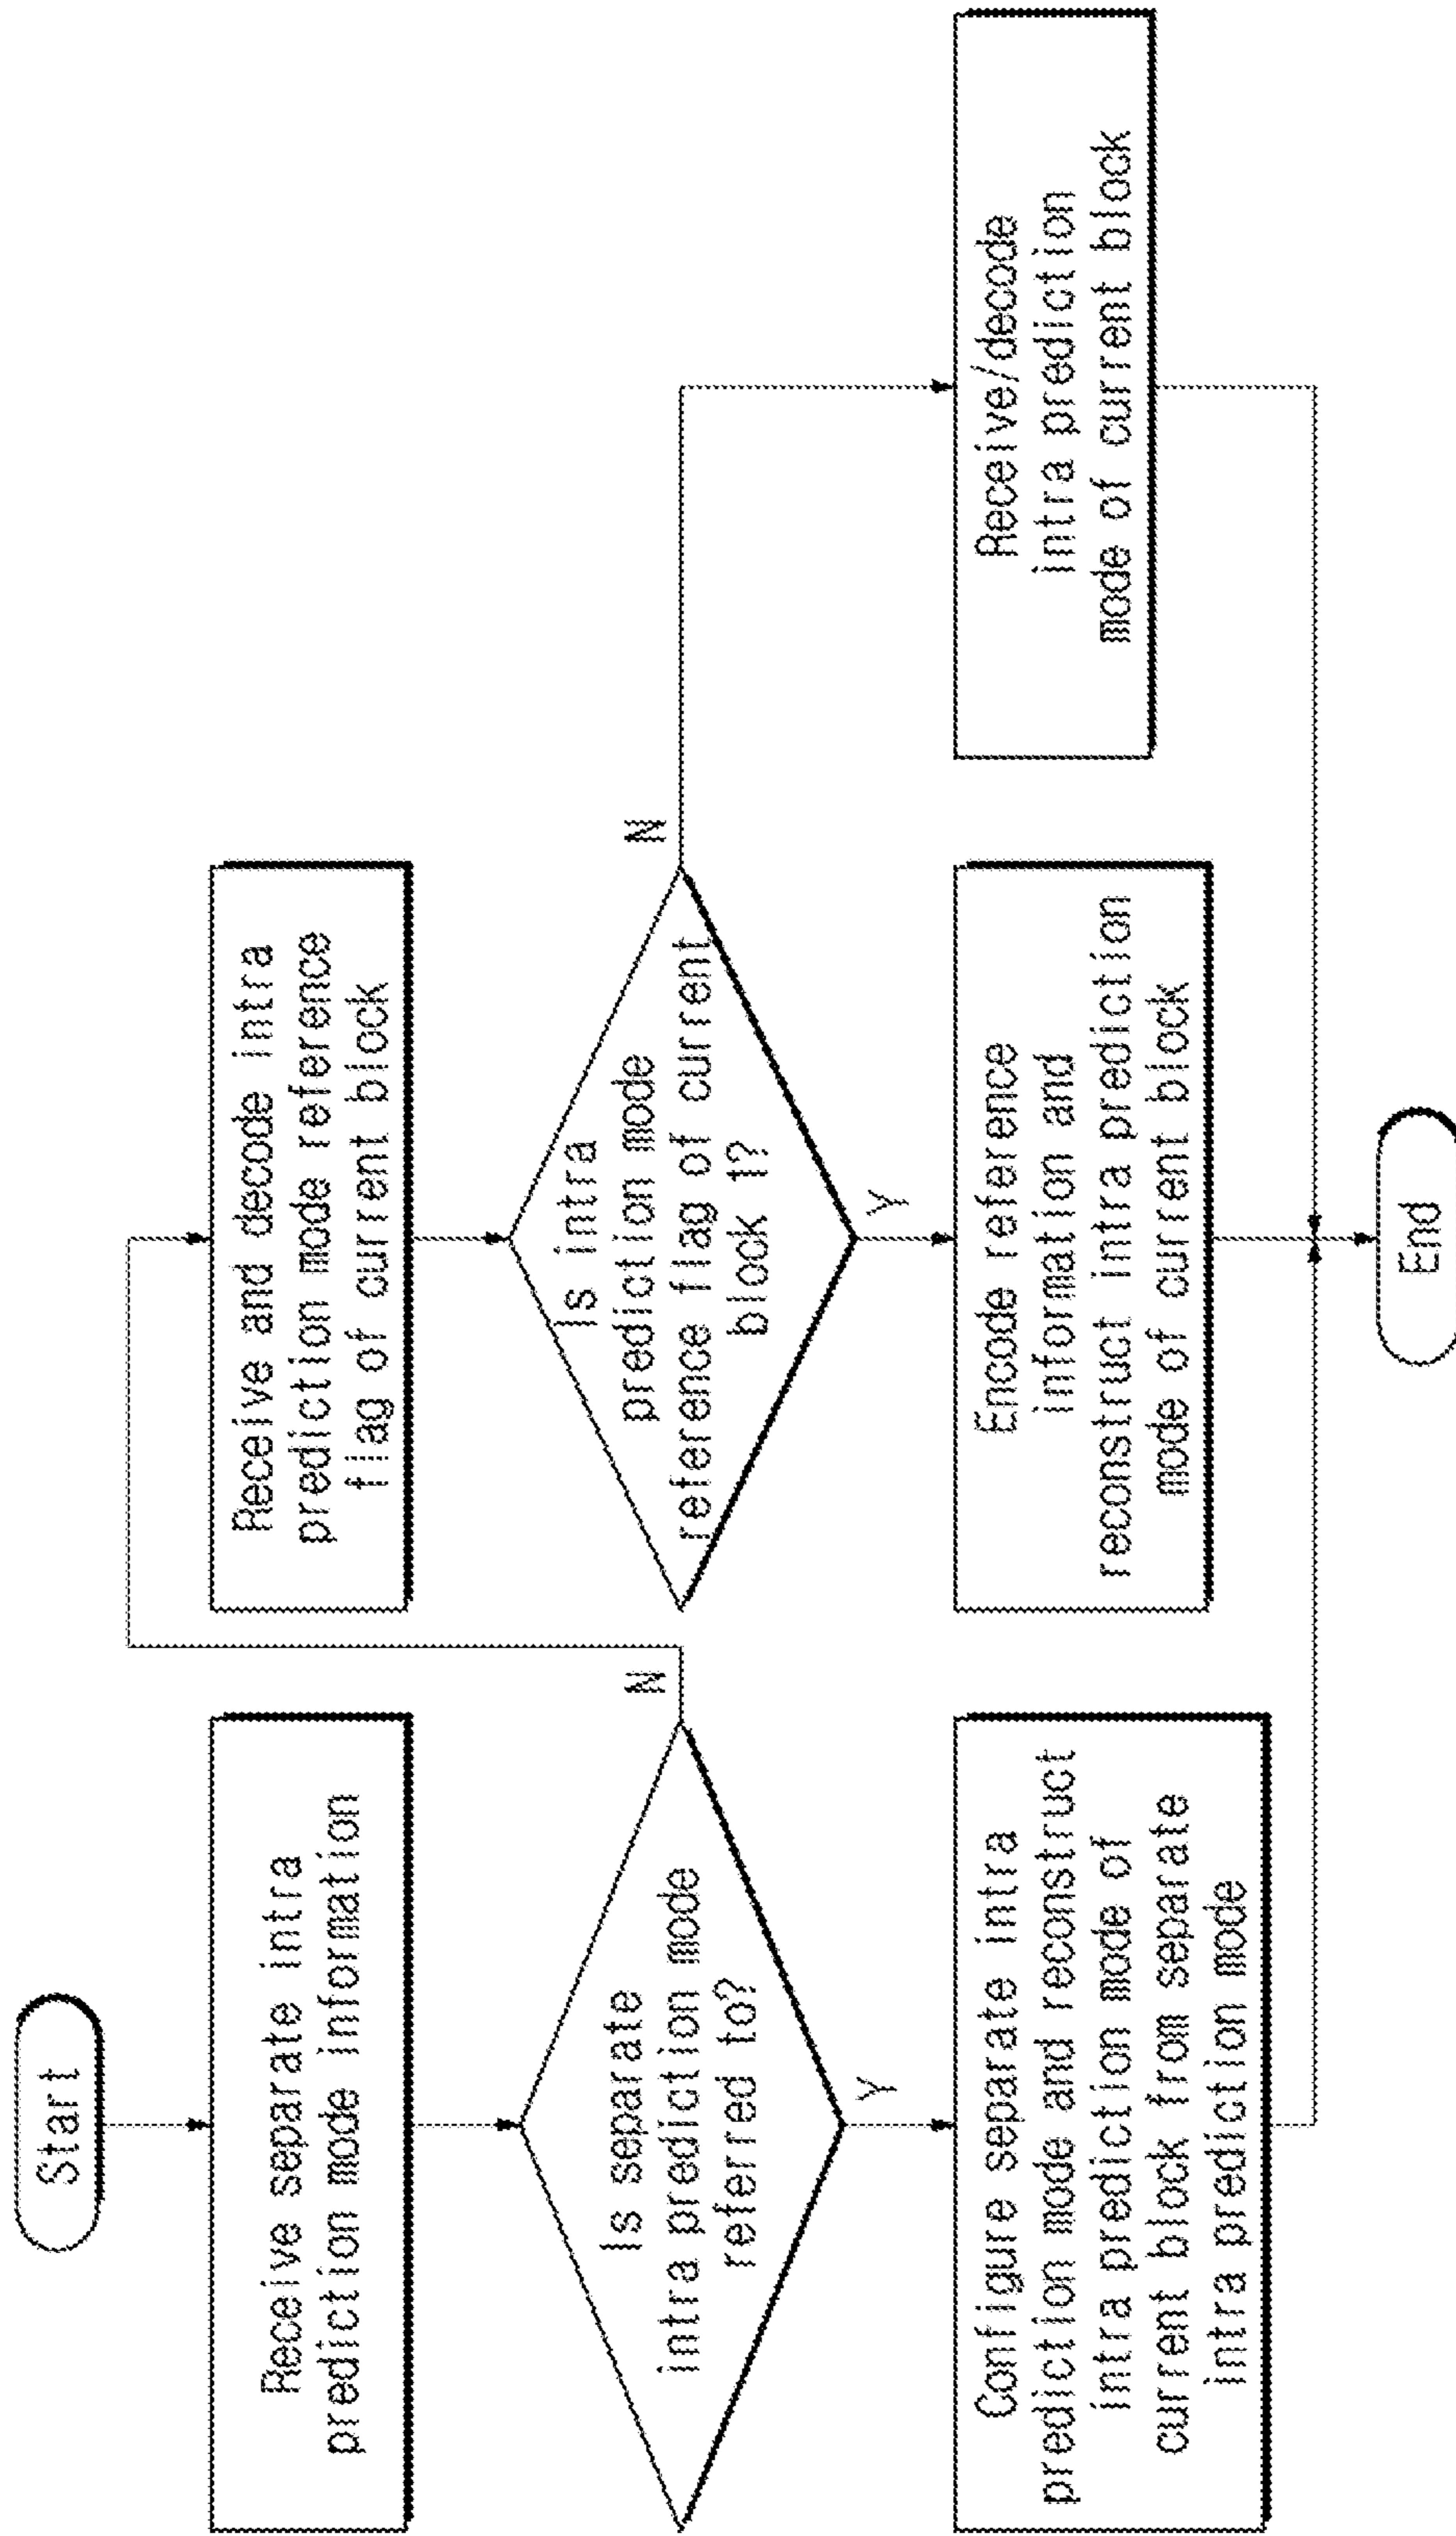 Start
Receive separate intra
prediction mode information
Is separate
intra prediction mode
referred to?
N
Y
Configure separate intra
prediction mode and reconstruct
intra prediction mode of
current block from separate
intra prediction mode
Receive and decode intra
prediction mode reference
flag of current block
Is intra
prediction mode
reference flag of current
block 1?
N
Y
Encode reference
information and
reconstruct intra prediction
mode of current block
Receive/decode
intra prediction
mode of current block
End